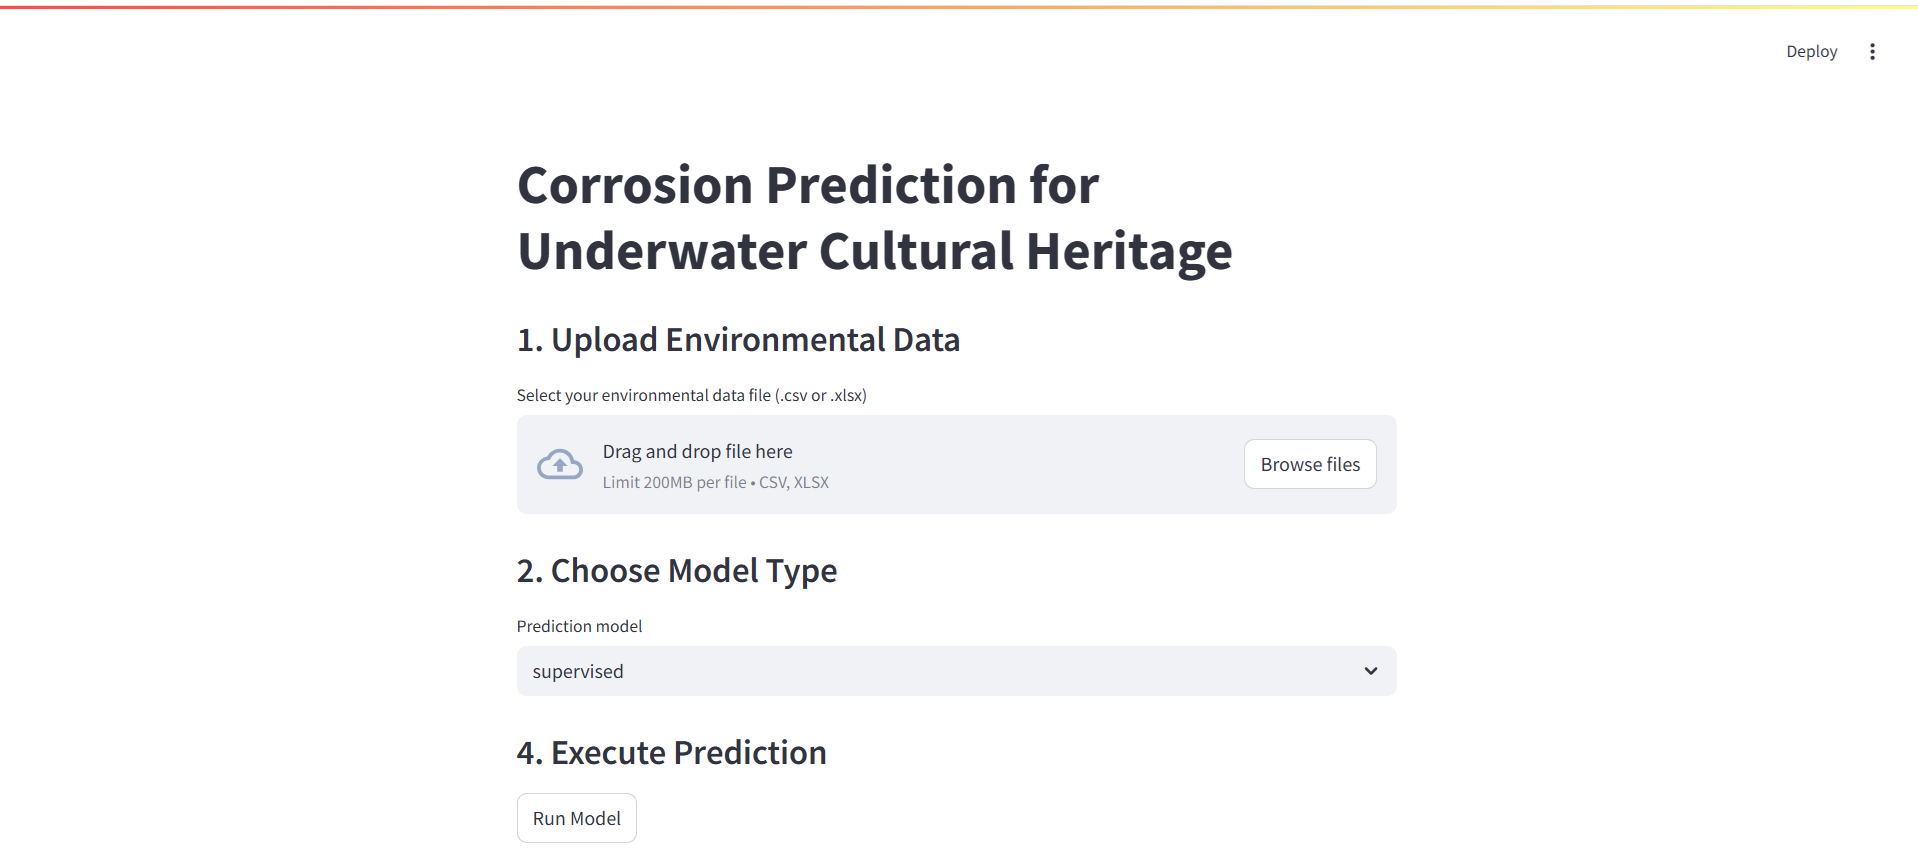 Deploy
Corrosion Prediction for
Underwater Cultural Heritage
1. Upload Environmental Data
Select your environmental data file (.csv or .xlsx)
Drag and drop file here
Limit 200MB per file • CSV, XLSX
Browse files
2. Choose Model Type
Prediction model
supervised
4. Execute Prediction
Run Model